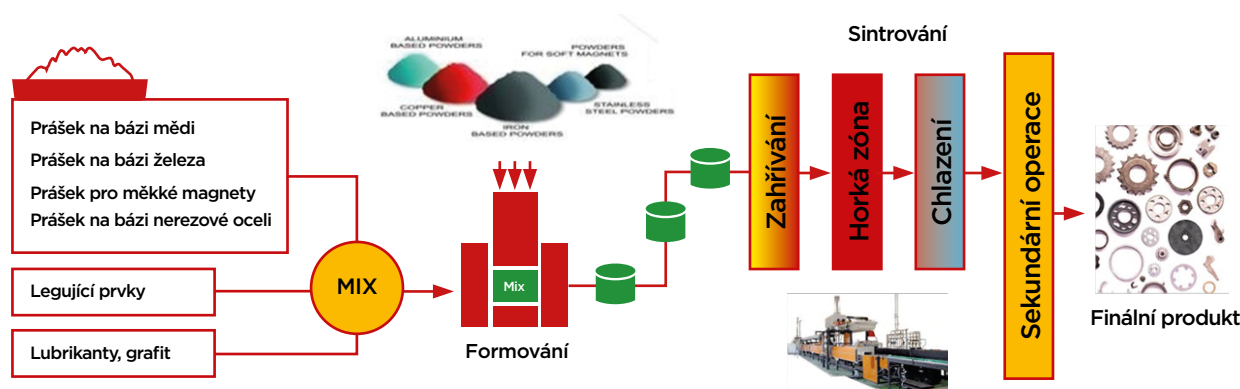 Prášek na bázi mědi
Prášek na bázi železa
Prášek pro měkké magnety
Prášek na bázi nerezové oceli
Legující prvky
Lubrikanty, grafit
MIX
ALUMINIUM
BASED POWDERS
POWDERS
FOR SOFT MAGNETS
COPPER
BASED POWDERS
IRON
BASED POWDERS
STAINLESS
STEEL POWDERS
Mix
Formování
Sintrování
Zahřívání
Horká zóna
Chlazení
Sekundární operace
Finální produkt